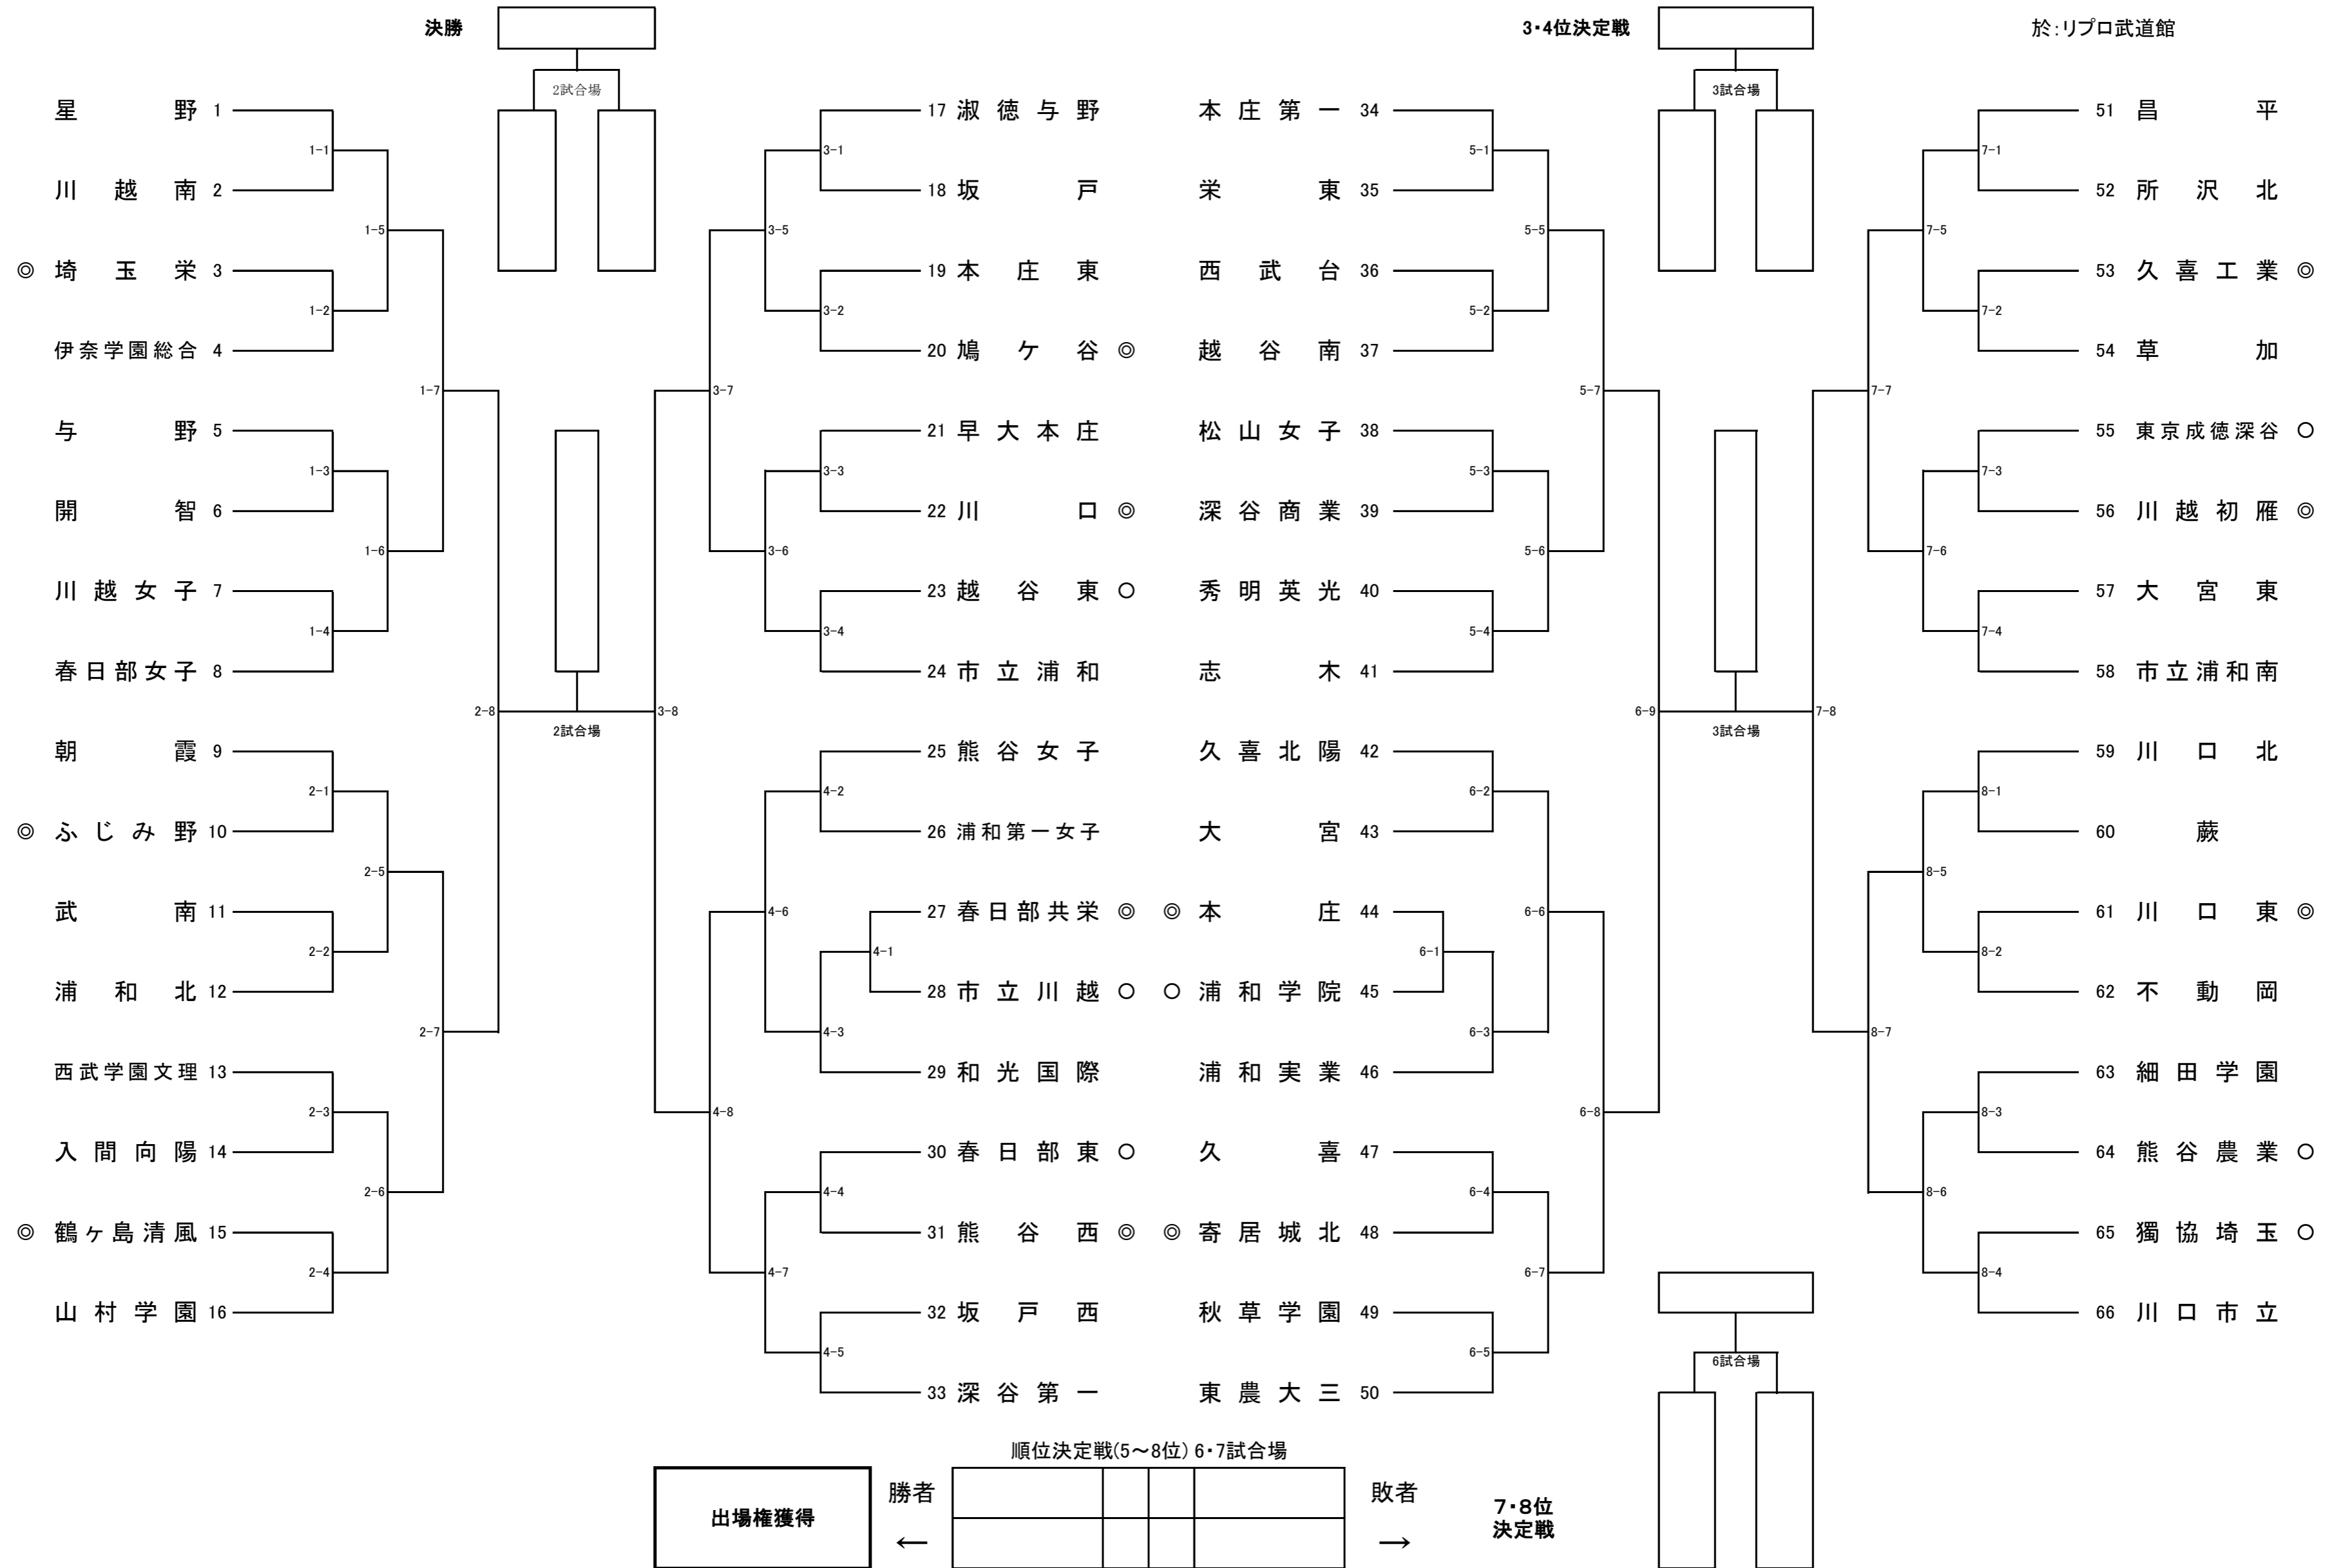 決勝
3・4位決定戦
於：リプロ武道館
2試合場
3試合場
星野 1
1-1
川越南 2
1-5
◎ 埼玉栄 3
1-2
伊奈学園総合 4
1-7
与野 5
1-3
開智 6
1-6
川越女子 7
1-4
春日部女子 8
2-8
朝霞 9
2-1
◎ ふじみ野 10
2-5
武南 11
2-2
浦和北 12
2-7
西武学園文理 13
2-3
入間向陽 14
2-6
◎ 鶴ヶ島清風 15
2-4
山村学園 16
2試合場
17 淑徳与野
3-1
18 坂戸
3-5
19 本庄東
3-2
20 鳩ケ谷 ◎
3-7
21 早大本庄
3-3
22 川口 ◎
3-6
23 越谷東 ○
3-4
24 市立浦和
3-8
25 熊谷女子
4-2
26 浦和第一女子
4-6
27 春日部共栄 ◎
4-1
28 市立川越 ○
4-3
29 和光国際
4-8
30 春日部東 ○
4-4
31 熊谷西 ◎
4-7
32 坂戸西
4-5
33 深谷第一
本庄第一 34
5-1
栄東 35
5-5
西武台 36
5-2
越谷南 37
5-7
松山女子 38
5-3
深谷商業 39
5-6
秀明英光 40
5-4
志木 41
6-9
久喜北陽 42
6-2
大宮 43
6-6
◎ 本庄 44
6-1
○ 浦和学院 45
6-3
浦和実業 46
6-8
久喜 47
6-4
◎ 寄居城北 48
6-7
秋草学園 49
6-5
東農大三 50
3試合場
51 昌平
7-1
52 所沢北
7-5
53 久喜工業 ◎
7-2
54 草加
7-7
55 東京成徳深谷 ○
7-3
56 川越初雁 ◎
7-6
57 大宮東
7-4
58 市立浦和南
7-8
59 川口北
8-1
60 蕨
8-5
61 川口東 ◎
8-2
62 不動岡
8-7
63 細田学園
8-3
64 熊谷農業 ○
8-6
65 獨協埼玉 ○
8-4
66 川口市立
6試合場
順位決定戦(5～8位) 6・7試合場
出場権獲得
勝者
←
敗者
→
7・8位
決定戦